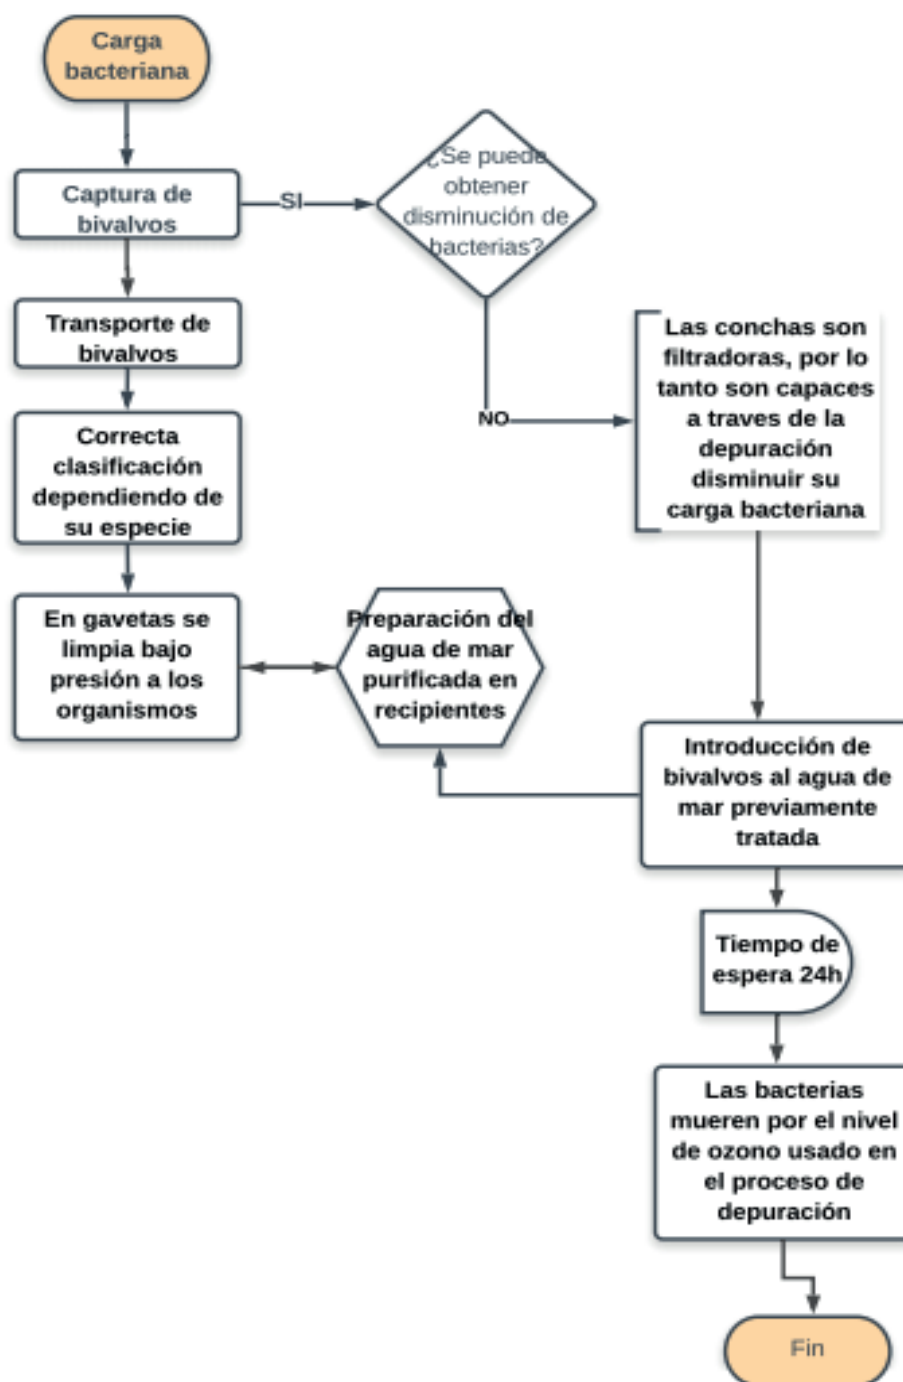 Carga
bacteriana
Captura de
bivalvos
SI
¿Se puede
obtener
disminución de
bacterias?
Transporte de
bivalvos
NO
Las conchas son
filtradoras, por lo
tanto son capaces
a traves de la
depuración
disminuir su
carga bacteriana
Correcta
clasificación
dependiendo de
su especie
En gavetas se
limpia bajo
presión a los
organismos
Preparación del
agua de mar
purificada en
recipientes
Introducción de
bivalvos al agua de
mar previamente
tratada
Tiempo de
espera 24h
Las bacterias
mueren por el nivel
de ozono usado en
el proceso de
depuración
Fin